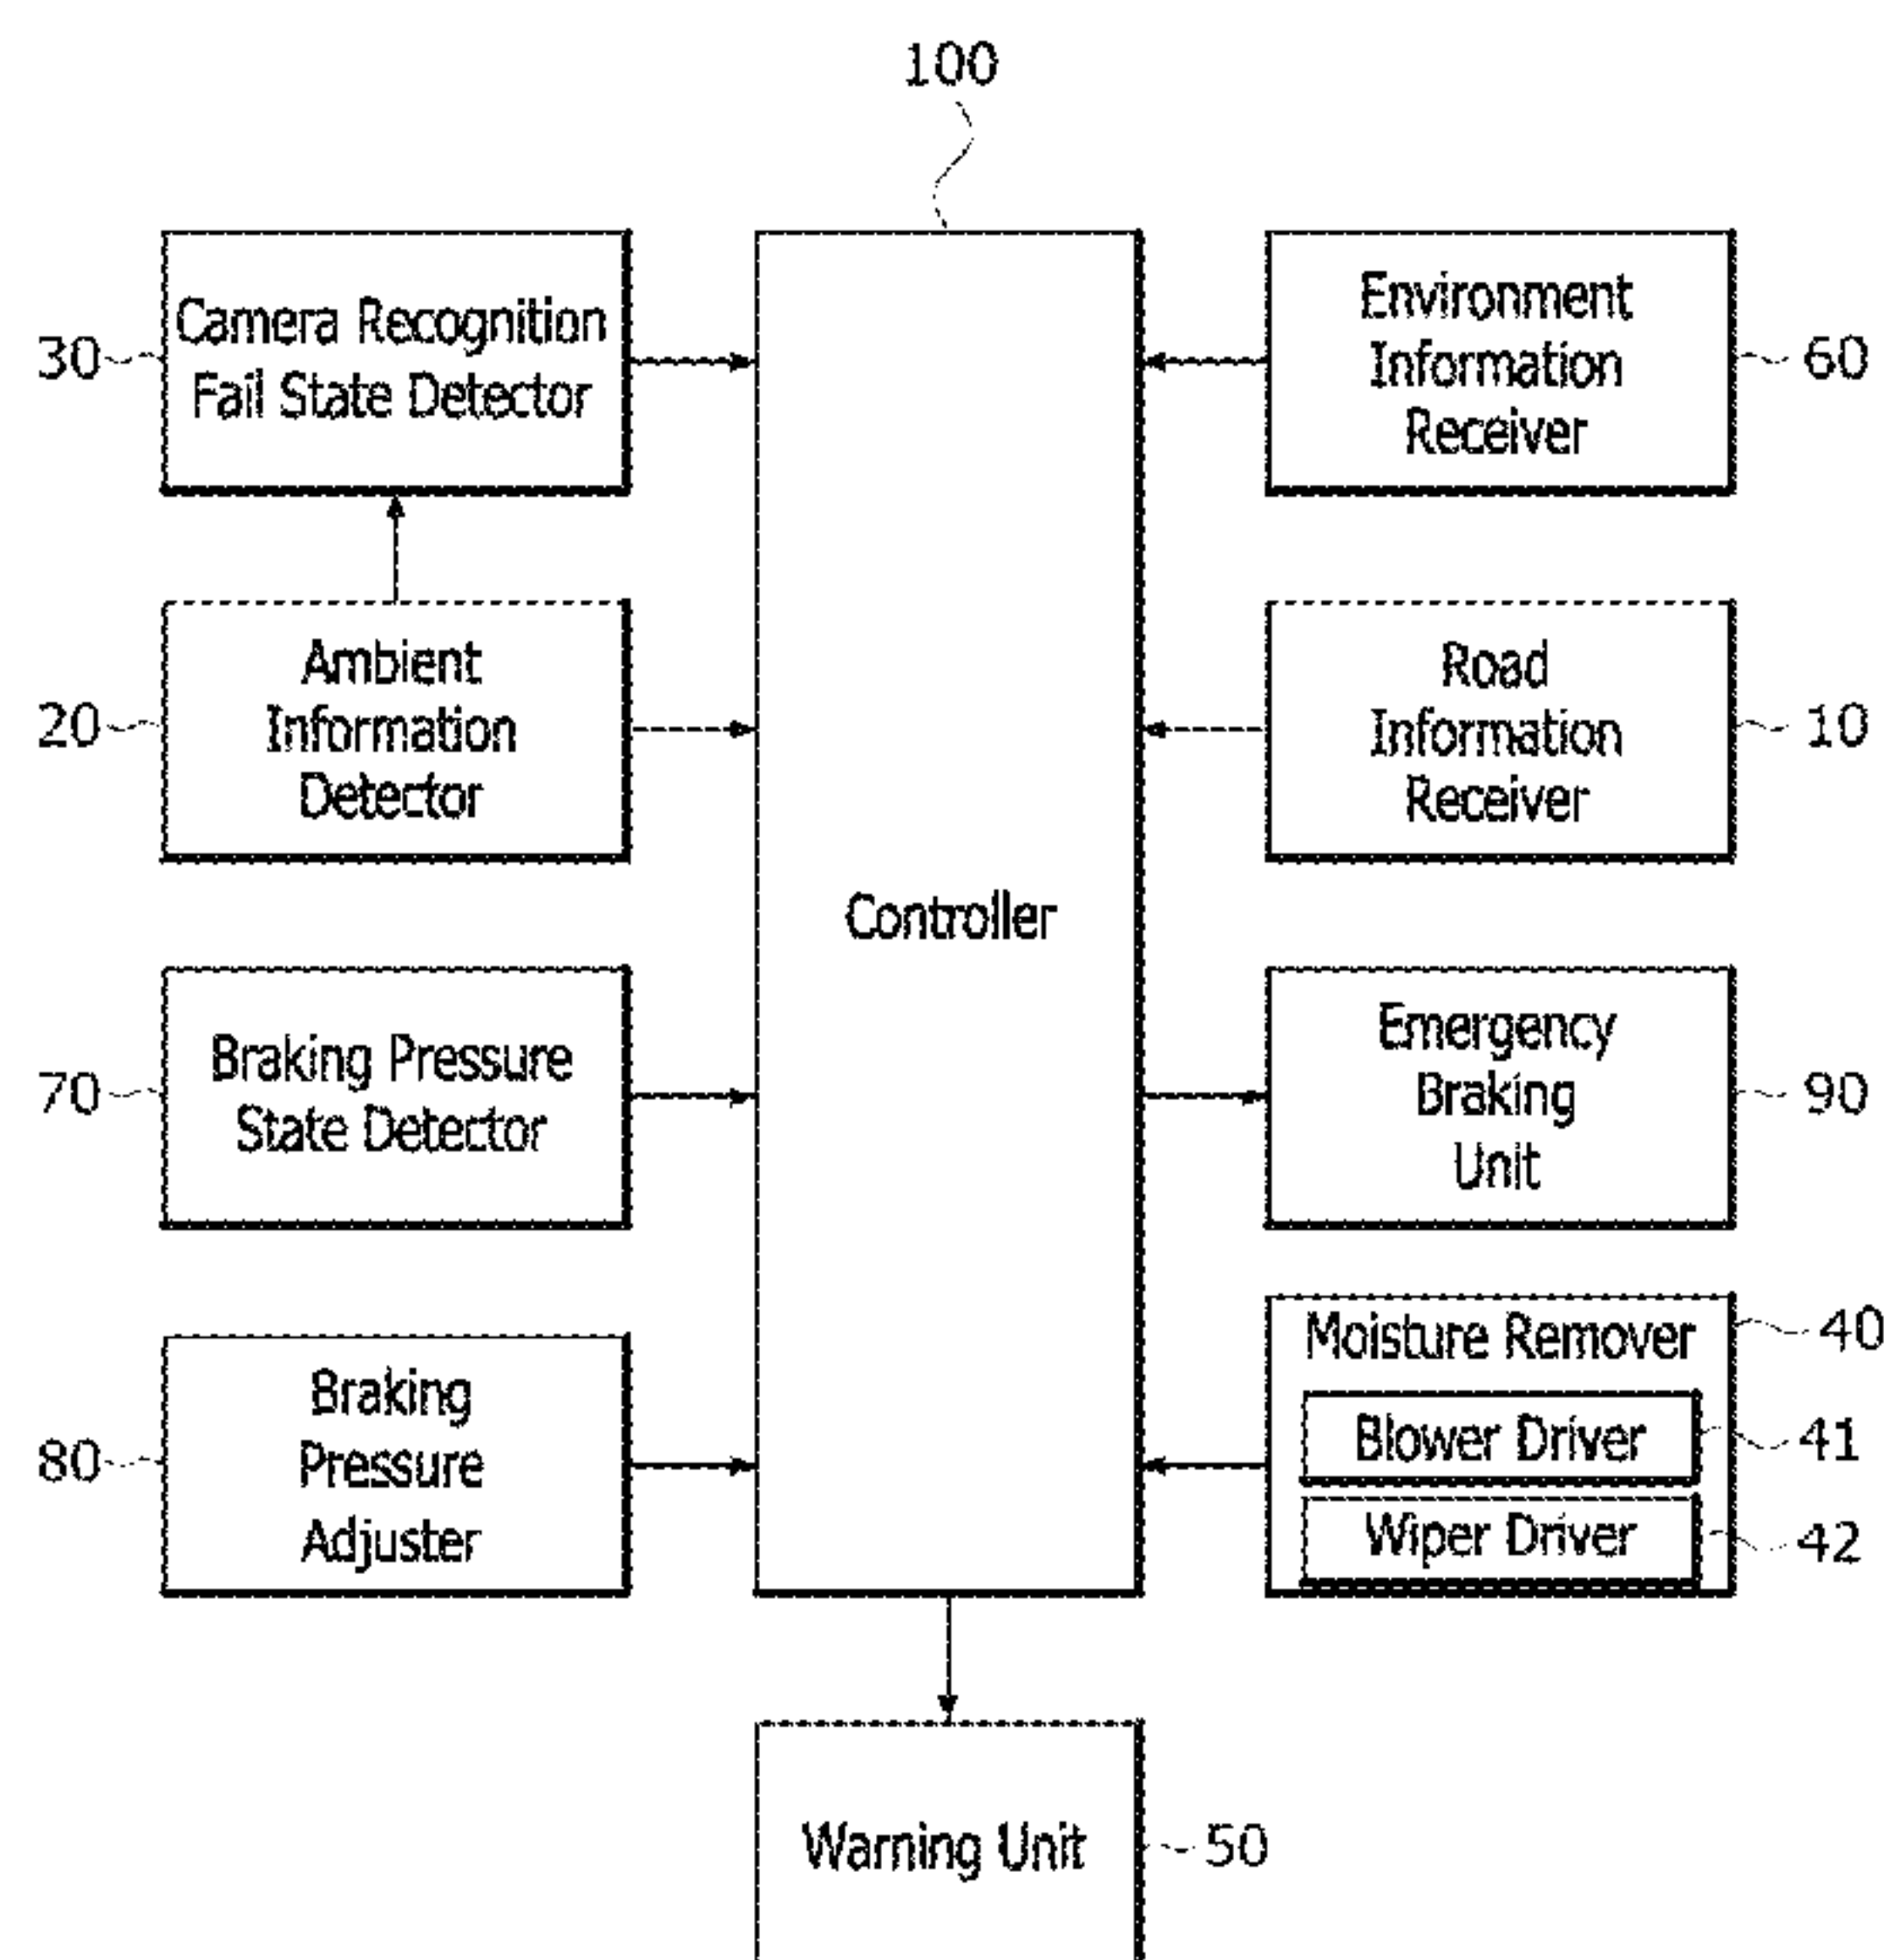 100
30
Camera Recognition
Fail State Detector
Environment
Information
Receiver
60
20
Ambient
Information
Detector
Road
Information
Receiver
10
Controller
70
Braking Pressure
State Detector
Emergency
Braking
Unit
90
80
Braking
Pressure
Adjuster
Moisture Remover
40
Blower Driver
41
Wiper Driver
42
Warning Unit
50